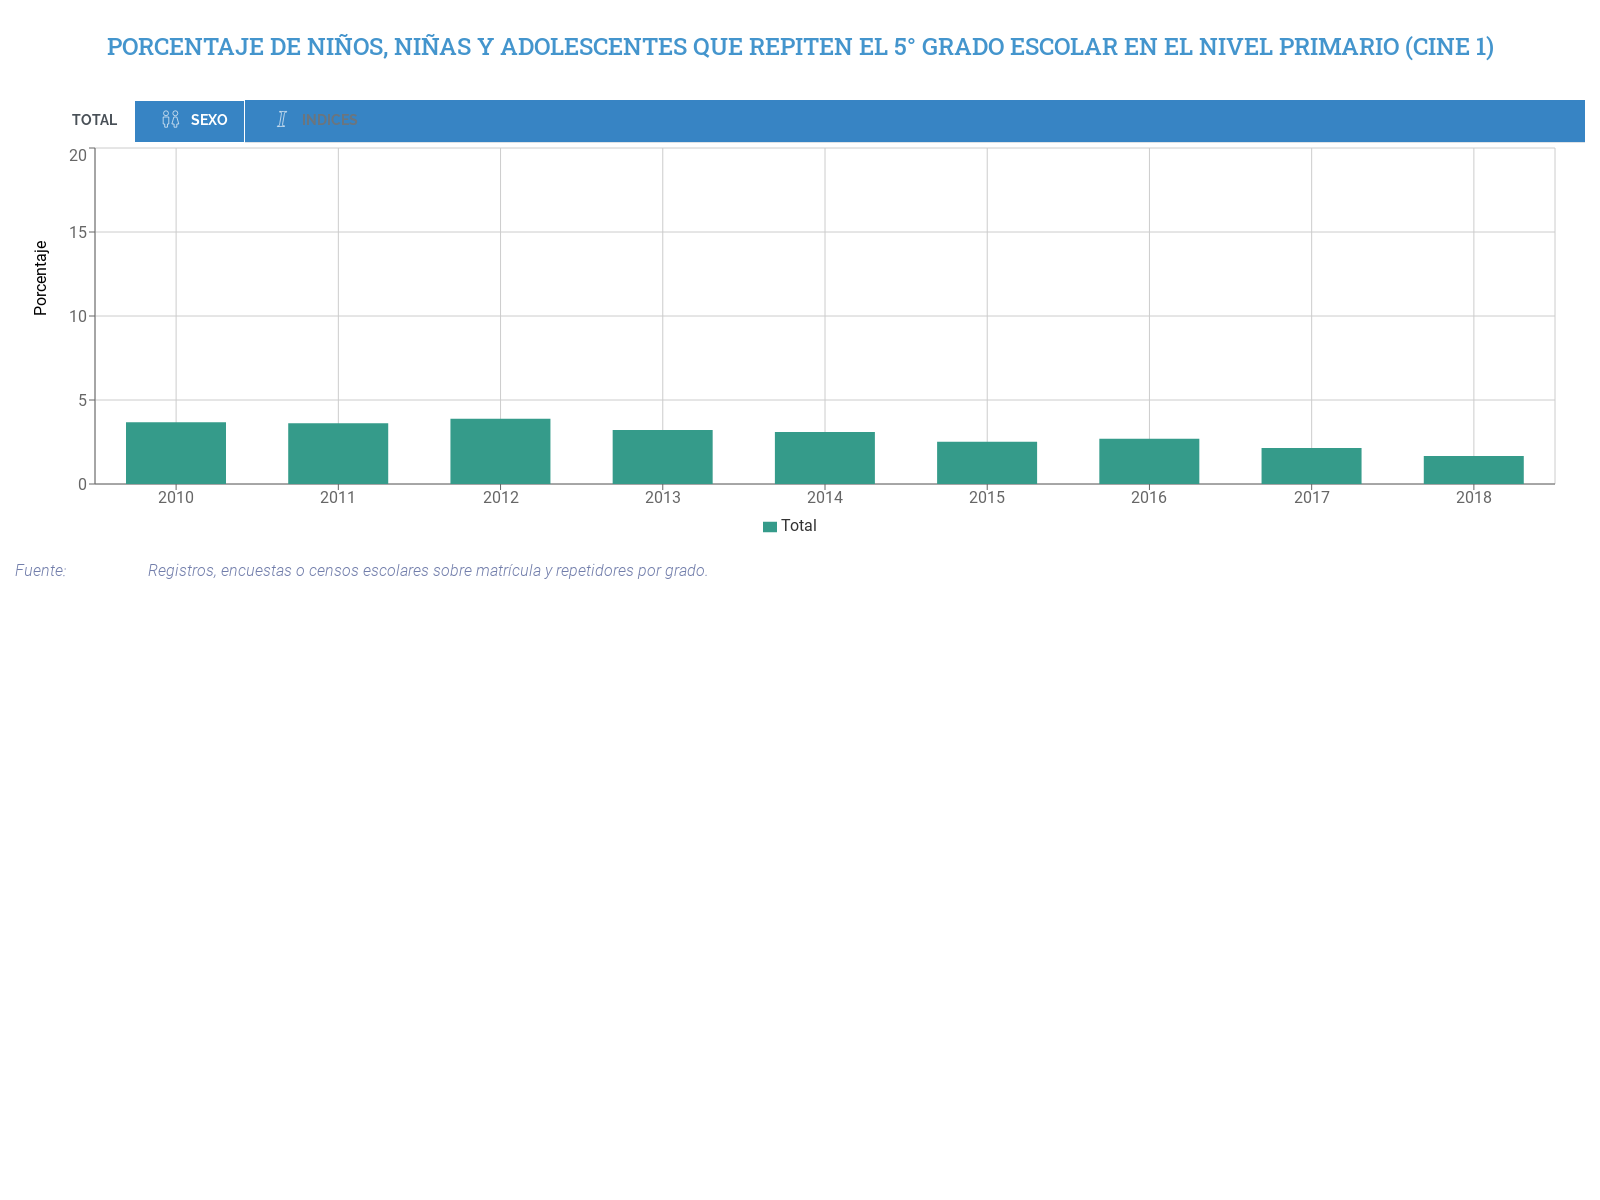 PORCENTAJE DE NIÑOS, NIÑAS Y ADOLESCENTES QUE REPITEN EL 5° GRADO ESCOLAR EN EL NIVEL PRIMARIO (CINE 1)
TOTAL SEXO INDICES
20
15
10
5
0
Porcentaje
2010 2011 2012 2013 2014 2015 2016 2017 2018
Total
Fuente: Registros, encuestas o censos escolares sobre matrícula y repetidores por grado.